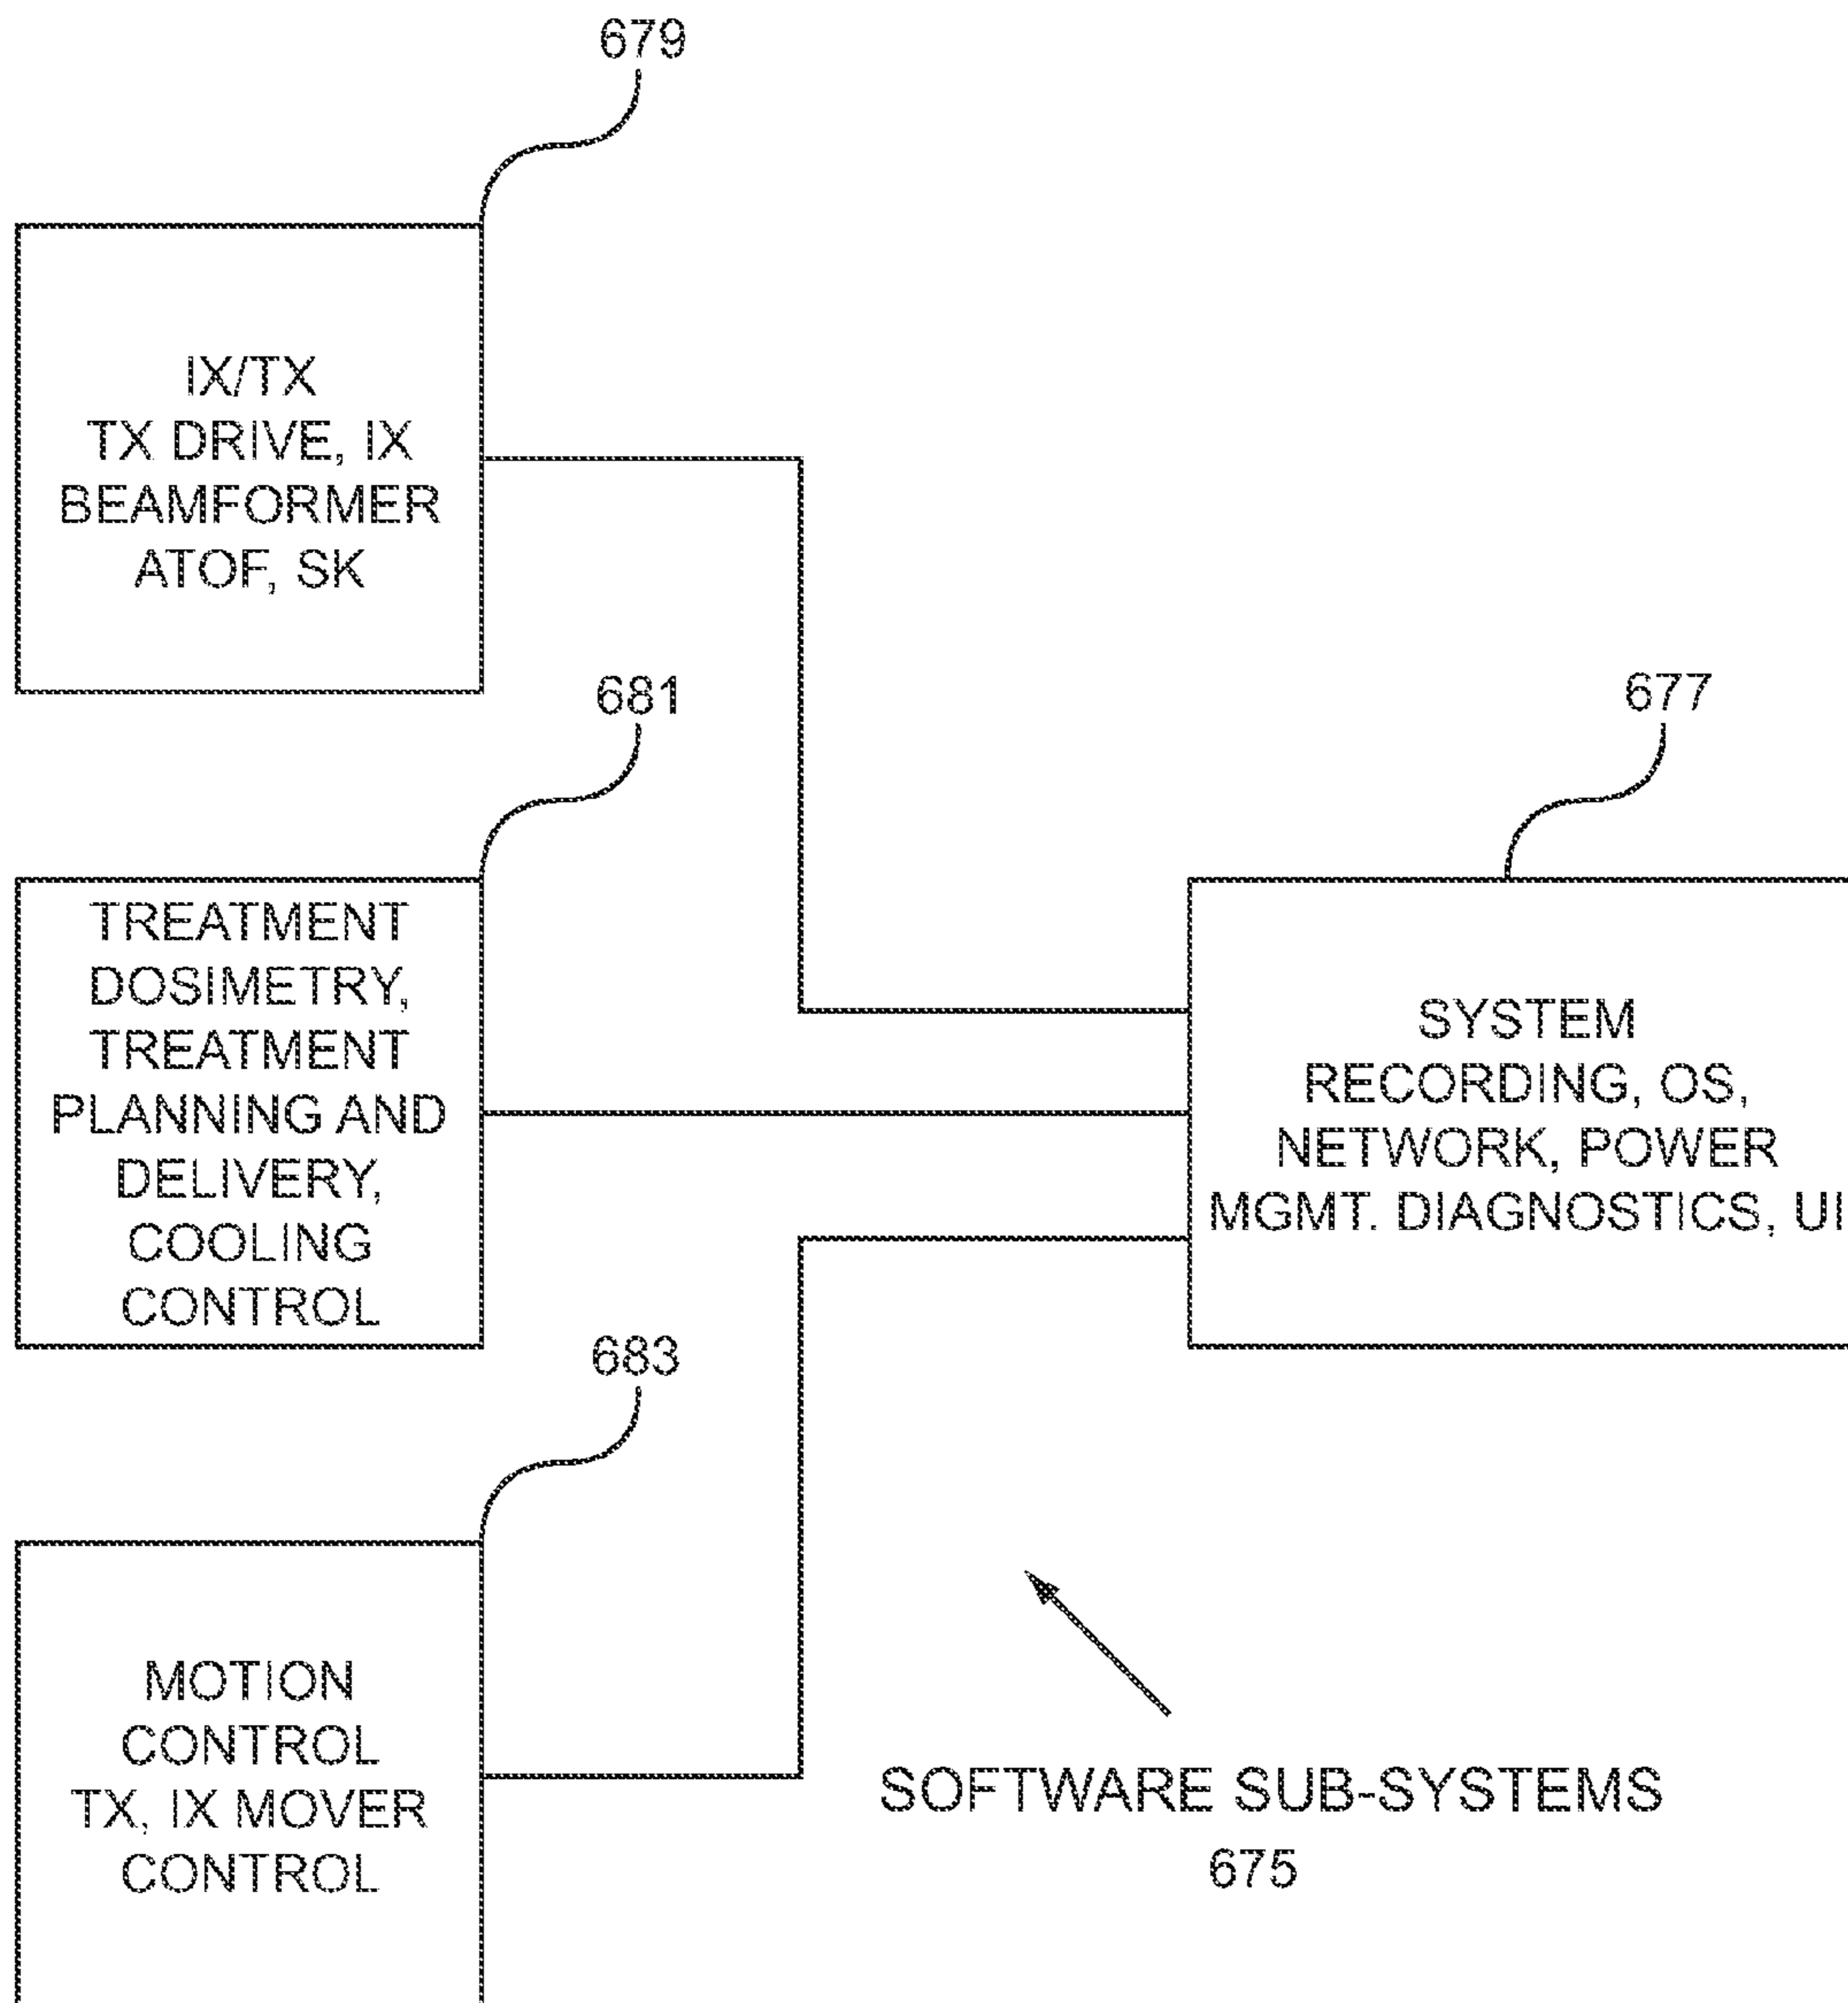 679
IX/TX
TX DRIVE, IX
BEAMFORMER
ATOF, SK
681
TREATMENT
DOSIMETRY,
TREATMENT
PLANNING AND
DELIVERY,
COOLING
CONTROL
677
SYSTEM
RECORDING, OS,
NETWORK, POWER
MGMT. DIAGNOSTICS, UI
683
MOTION
CONTROL
TX, IX MOVER
CONTROL
SOFTWARE SUB-SYSTEMS
675